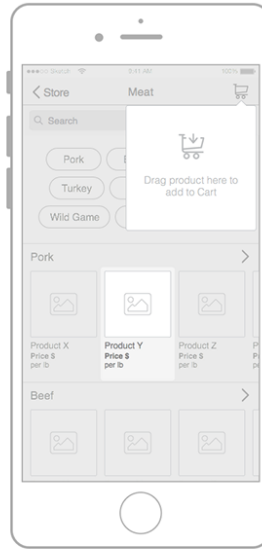 9:41 AM
100%
Store
Meat
Search
Drag product here to
add to Cart
Pork
Turkey
Wild Game
Pork
Product X
Price $
per lb
Product Y
Price $
per lb
Product Z
Price $
per lb
Beef